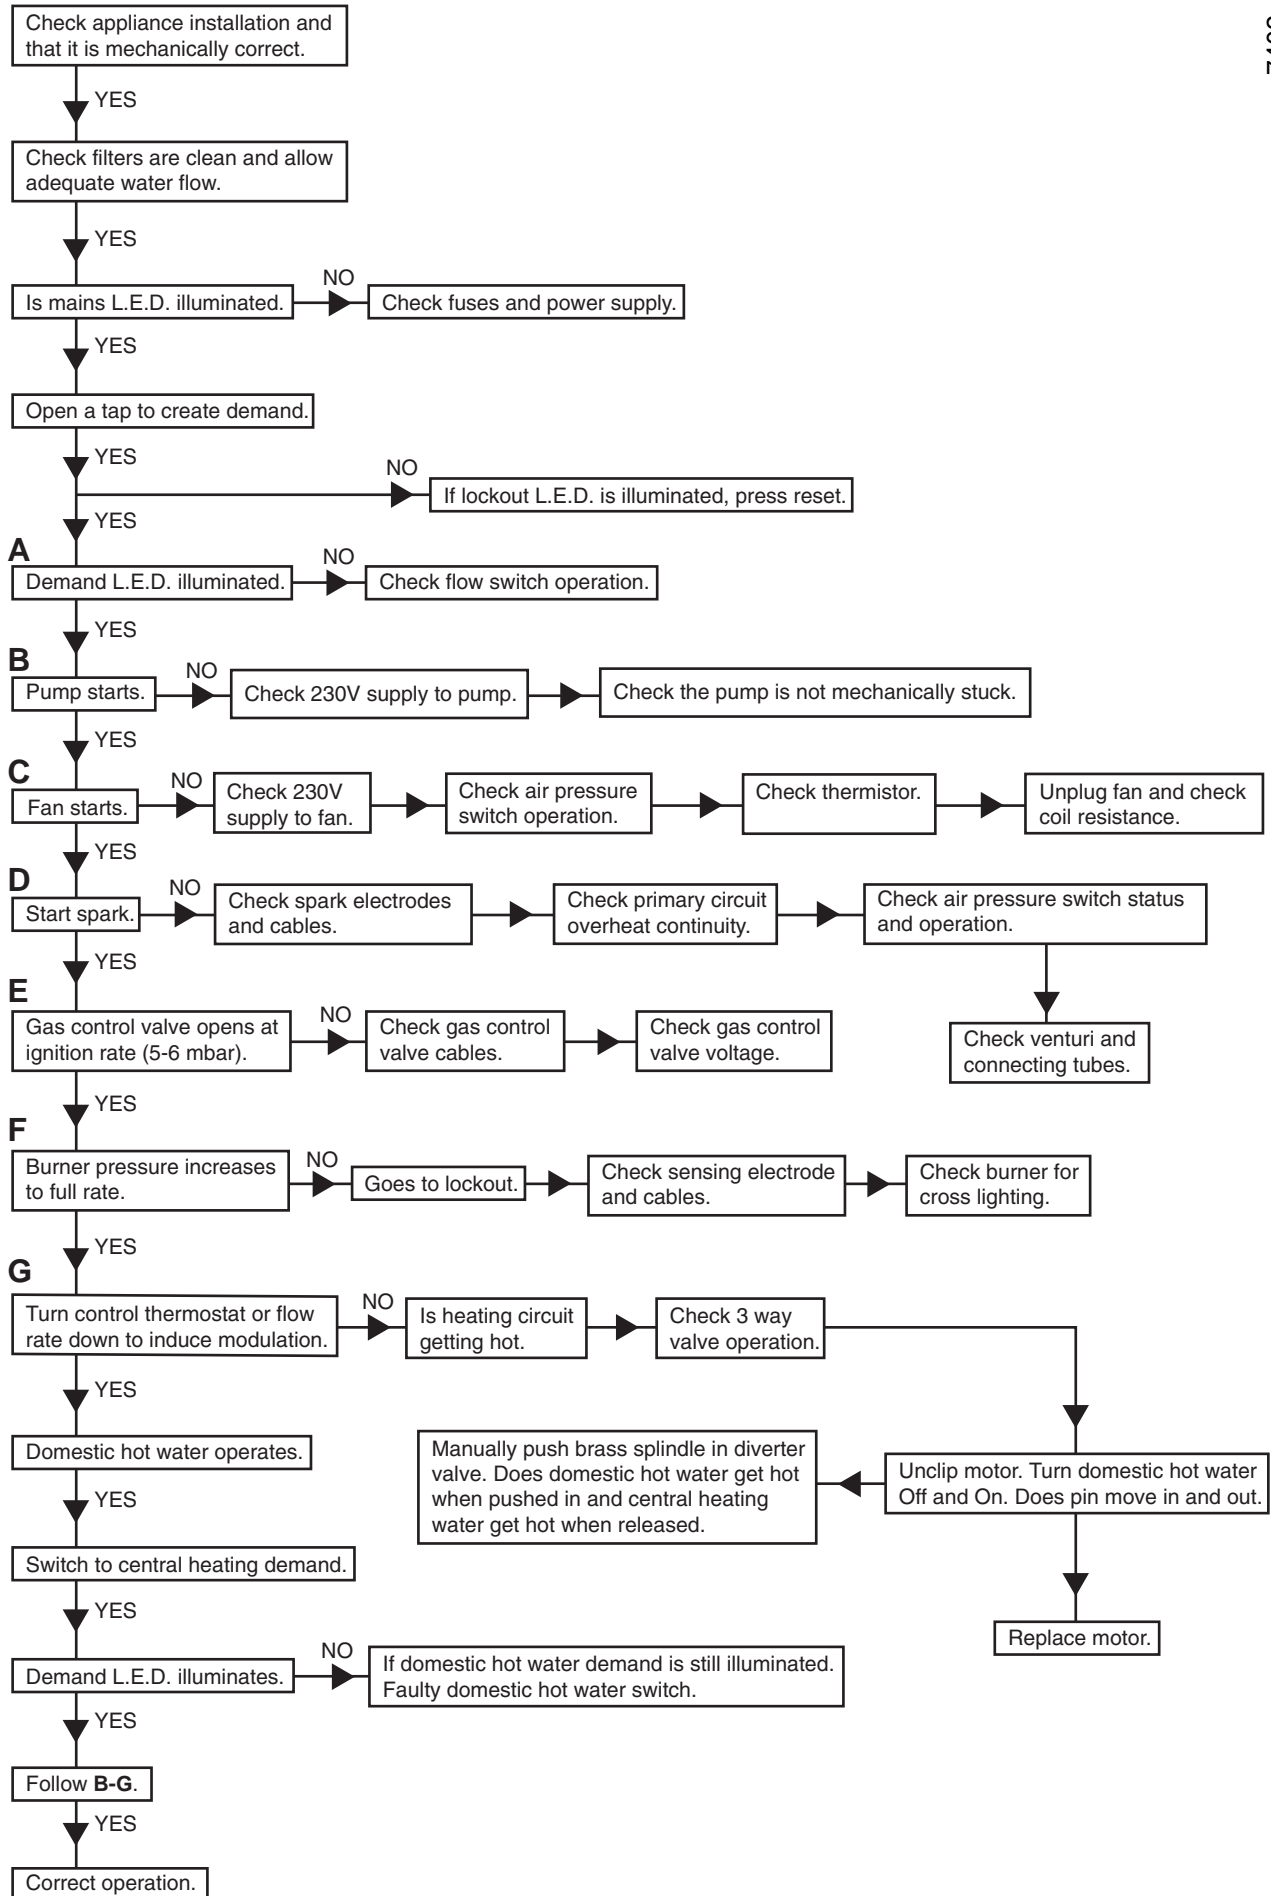 Check appliance installation and
that it is mechanically correct.
YES
Check filters are clean and allow
adequate water flow.
YES
Is mains L.E.D. illuminated.
NO
Check fuses and power supply.
YES
Open a tap to create demand.
YES
NO
If lockout L.E.D. is illuminated, press reset.
YES
A
Demand L.E.D. illuminated.
NO
Check flow switch operation.
YES
B
Pump starts.
NO
Check 230V supply to pump.
Check the pump is not mechanically stuck.
YES
C
Fan starts.
NO
Check 230V
supply to fan.
Check air pressure
switch operation.
Check thermistor.
Unplug fan and check
coil resistance.
YES
D
Start spark.
NO
Check spark electrodes
and cables.
Check primary circuit
overheat continuity.
Check air pressure switch status
and operation.
Check venturi and
connecting tubes.
YES
E
Gas control valve opens at
ignition rate (5-6 mbar).
NO
Check gas control
valve cables.
Check gas control
valve voltage.
YES
F
Burner pressure increases
to full rate.
NO
Goes to lockout.
Check sensing electrode
and cables.
Check burner for
cross lighting.
YES
G
Turn control thermostat or flow
rate down to induce modulation.
NO
Is heating circuit
getting hot.
Check 3 way
valve operation.
Unclip motor. Turn domestic hot water
Off and On. Does pin move in and out.
Manually push brass splindle in diverter
valve. Does domestic hot water get hot
when pushed in and central heating
water get hot when released.
Replace motor.
YES
Domestic hot water operates.
YES
Switch to central heating demand.
YES
Demand L.E.D. illuminates.
NO
If domestic hot water demand is still illuminated.
Faulty domestic hot water switch.
YES
Follow B-G.
YES
Correct operation.